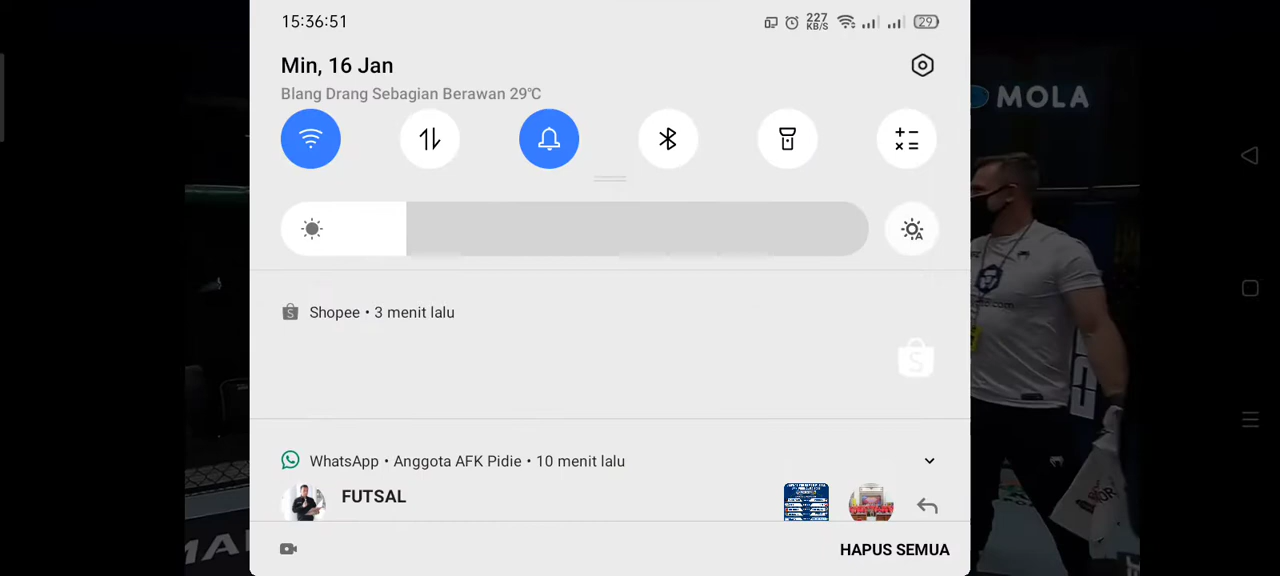 15:36:51
227
KB/S
29
Min, 16 Jan
Blang Drang Sebagian Berawan 29℃
MOLA
Shopee • 3 menit lalu
WhatsApp • Anggota AFK Pidie • 10 menit lalu
FUTSAL
HAPUS SEMUA